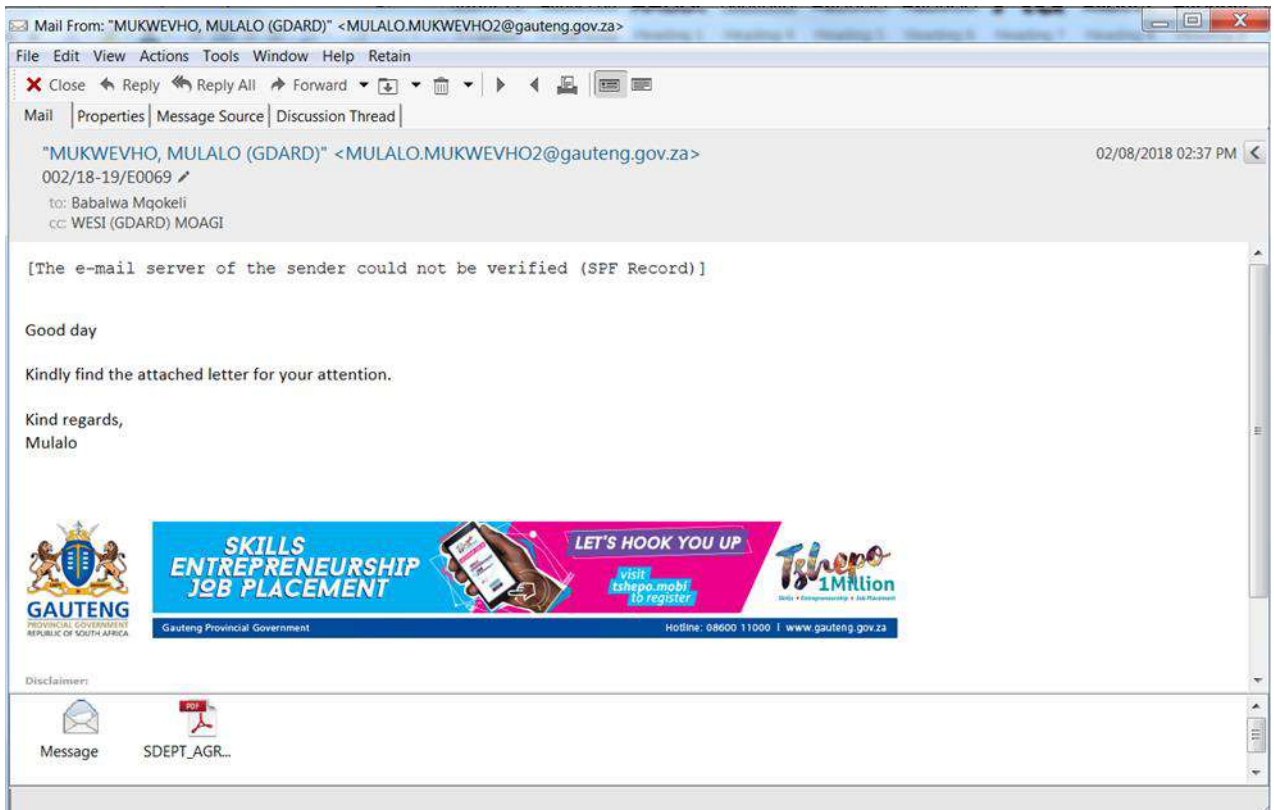 Mail From: "MUKWEVHO, MULALO (GDARD)" <MULALO.MUKWEVHO2@gauteng.gov.za>
File Edit View Actions Tools Window Help Retain
Close Reply Reply All Forward
Mail Properties Message Source Discussion Thread
"MUKWEVHO, MULALO (GDARD)" <MULALO.MUKWEVHO2@gauteng.gov.za> 02/08/2018 02:37 PM
002/18-19/E0069
to: Babalwa Mqokeli
cc: WESI (GDARD) MOAGI
[The e-mail server of the sender could not be verified (SPF Record)]
Good day
Kindly find the attached letter for your attention.
Kind regards,
Mulalo
GAUTENG
PROVINCIAL GOVERNMENT
REPUBLIC OF SOUTH AFRICA
SKILLS
ENTREPRENEURSHIP
JOB PLACEMENT
LET'S HOOK YOU UP
visit
tshepo.mobi
to register
Tshepo
1Million
Skills • Entrepreneurship • Job Placement
Gauteng Provincial Government Hotline: 08600 11000 | www.gauteng.gov.za
Disclaimer:
PDF
Message SDEPT_AGR...